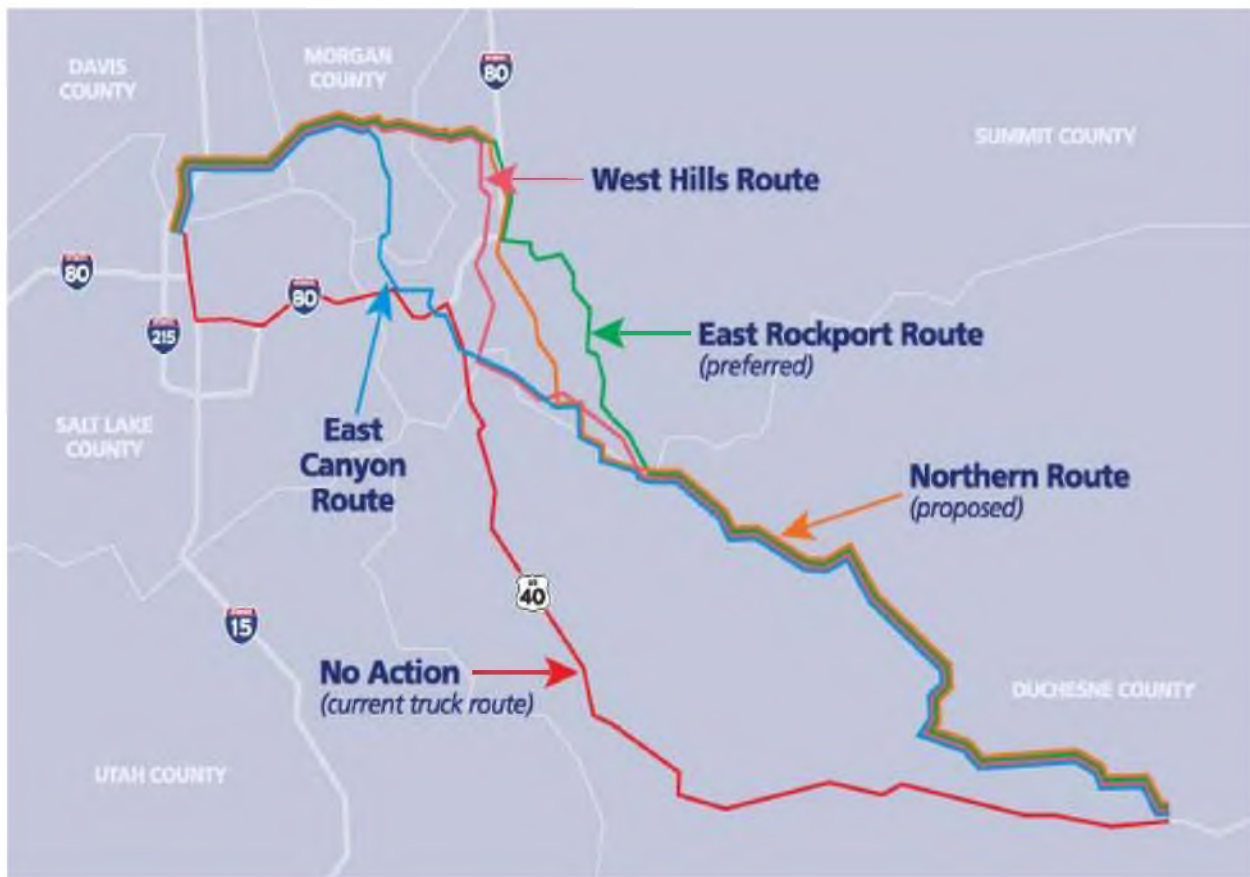 DAVIS
COUNTY
MORGAN
COUNTY
80
SUMMIT COUNTY
West Hills Route
80
80
215
East Rockport Route
(preferred)
SALT LAKE
COUNTY
East
Canyon
Route
Northern Route
(proposed)
US
40
15
No Action
(current truck route)
DUCHESNE COUNTY
UTAH COUNTY